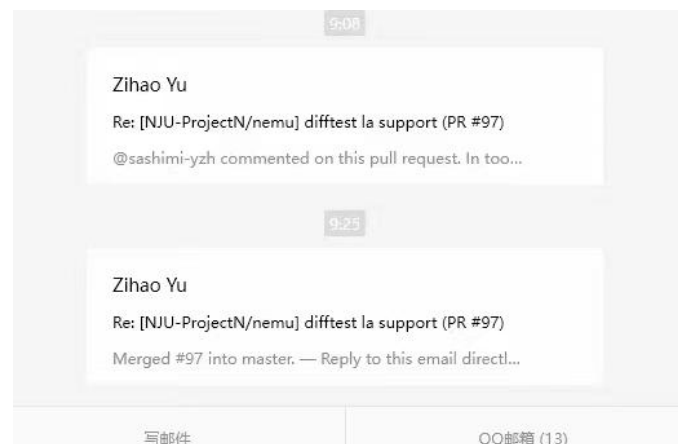 9:08
Zihao Yu
Re: [NJU-ProjectN/nemu] difftest la support (PR #97)
@sashimi-yzh commented on this pull request. In too...
9:25
Zihao Yu
Re: [NJU-ProjectN/nemu] difftest la support (PR #97)
Merged #97 into master. — Reply to this email directl...
写邮件
QQ邮箱 (13)